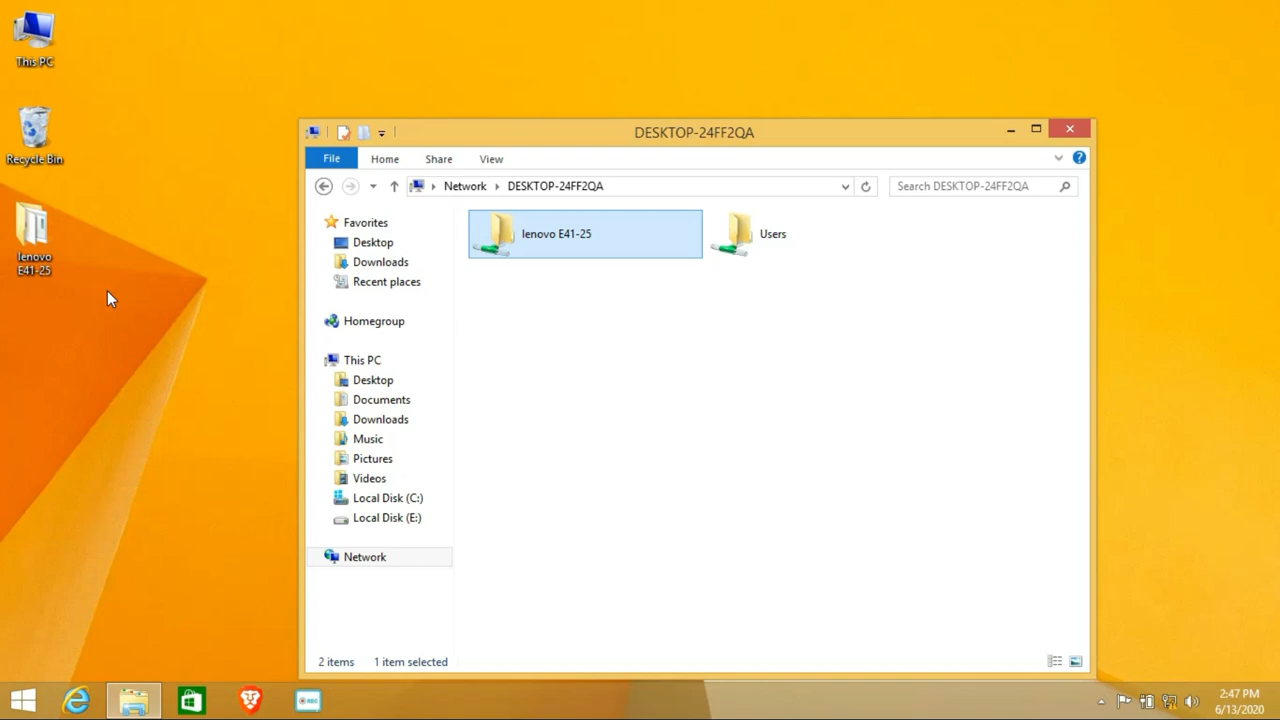 This PC
Recycle Bin
lenovo
E41-25
DESKTOP-24FF2QA
File Home Share View
Network DESKTOP-24FF2QA
Search DESKTOP-24FF2QA
Favorites
Desktop
Downloads
Recent places
Homegroup
This PC
Desktop
Documents
Downloads
Music
Pictures
Videos
Local Disk (C:)
Local Disk (E:)
Network
lenovo E41-25
Users
2 items 1 item selected
REC
2:47 PM
6/13/2020